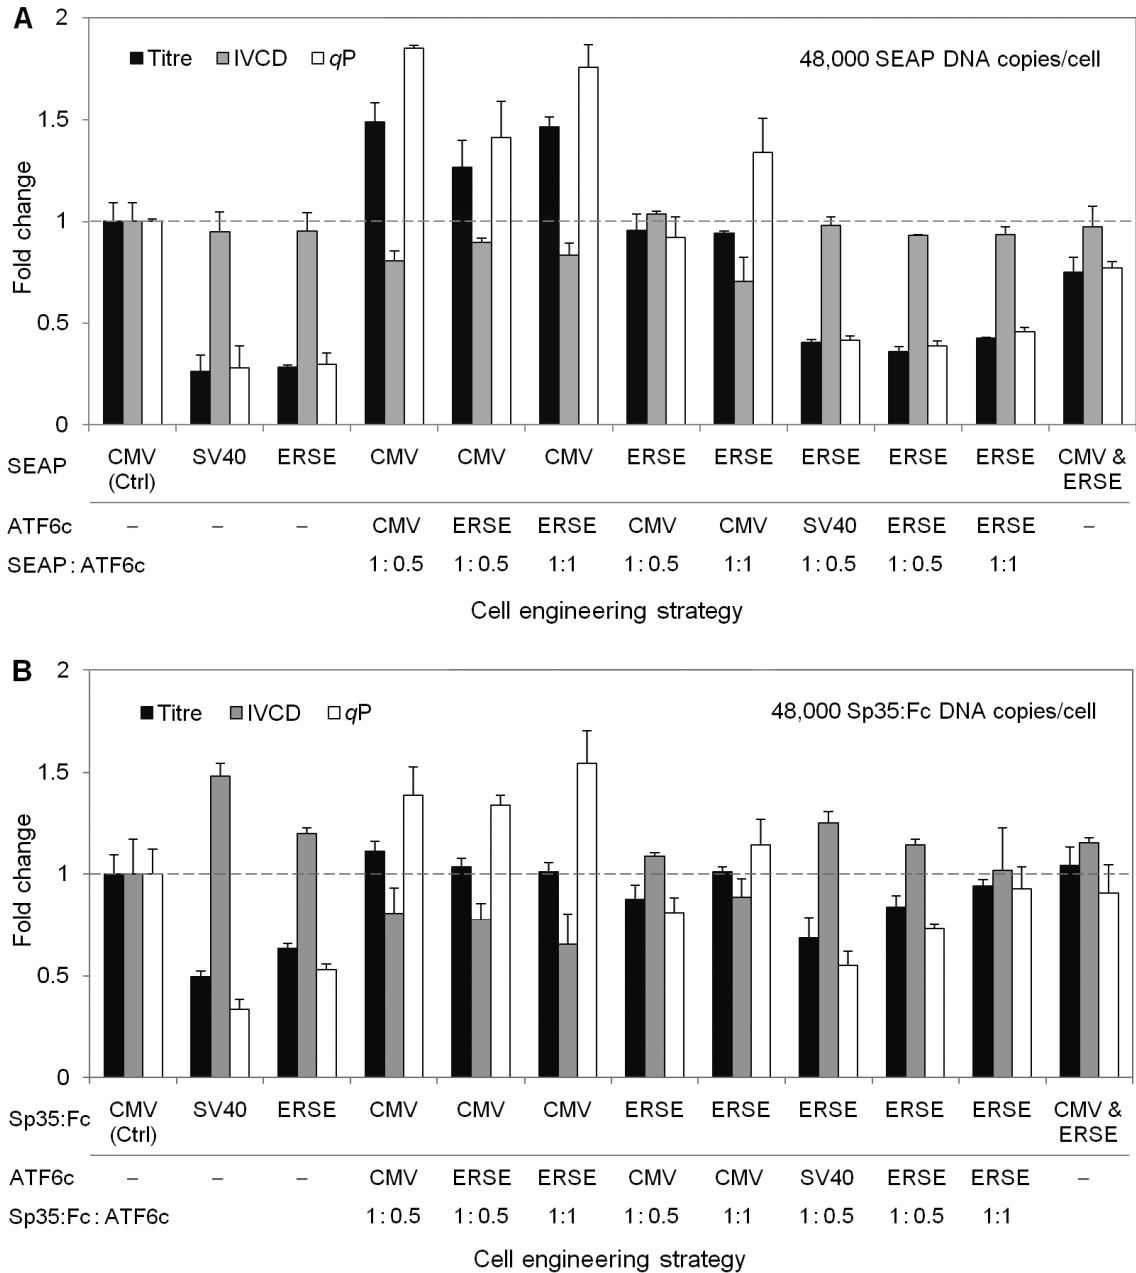 A
2
Titre IVCD qP 48,000 SEAP DNA copies/cell
1.5
1
0.5
0
Fold change
SEAP CMV (Ctrl) SV40 ERSE CMV CMV CMV ERSE ERSE ERSE ERSE ERSE CMV & ERSE
ATF6c – – – CMV ERSE ERSE CMV CMV SV40 ERSE ERSE –
SEAP : ATF6c 1 : 0.5 1 : 0.5 1:1 1 : 0.5 1:1 1 : 0.5 1 : 0.5 1:1
Cell engineering strategy
B
2
Titre IVCD qP 48,000 Sp35:Fc DNA copies/cell
1.5
1
0.5
0
Fold change
Sp35:Fc CMV (Ctrl) SV40 ERSE CMV CMV CMV ERSE ERSE ERSE ERSE ERSE CMV & ERSE
ATF6c – – – CMV ERSE ERSE CMV CMV SV40 ERSE ERSE –
Sp35:Fc : ATF6c 1 : 0.5 1 : 0.5 1:1 1 : 0.5 1:1 1 : 0.5 1 : 0.5 1:1
Cell engineering strategy